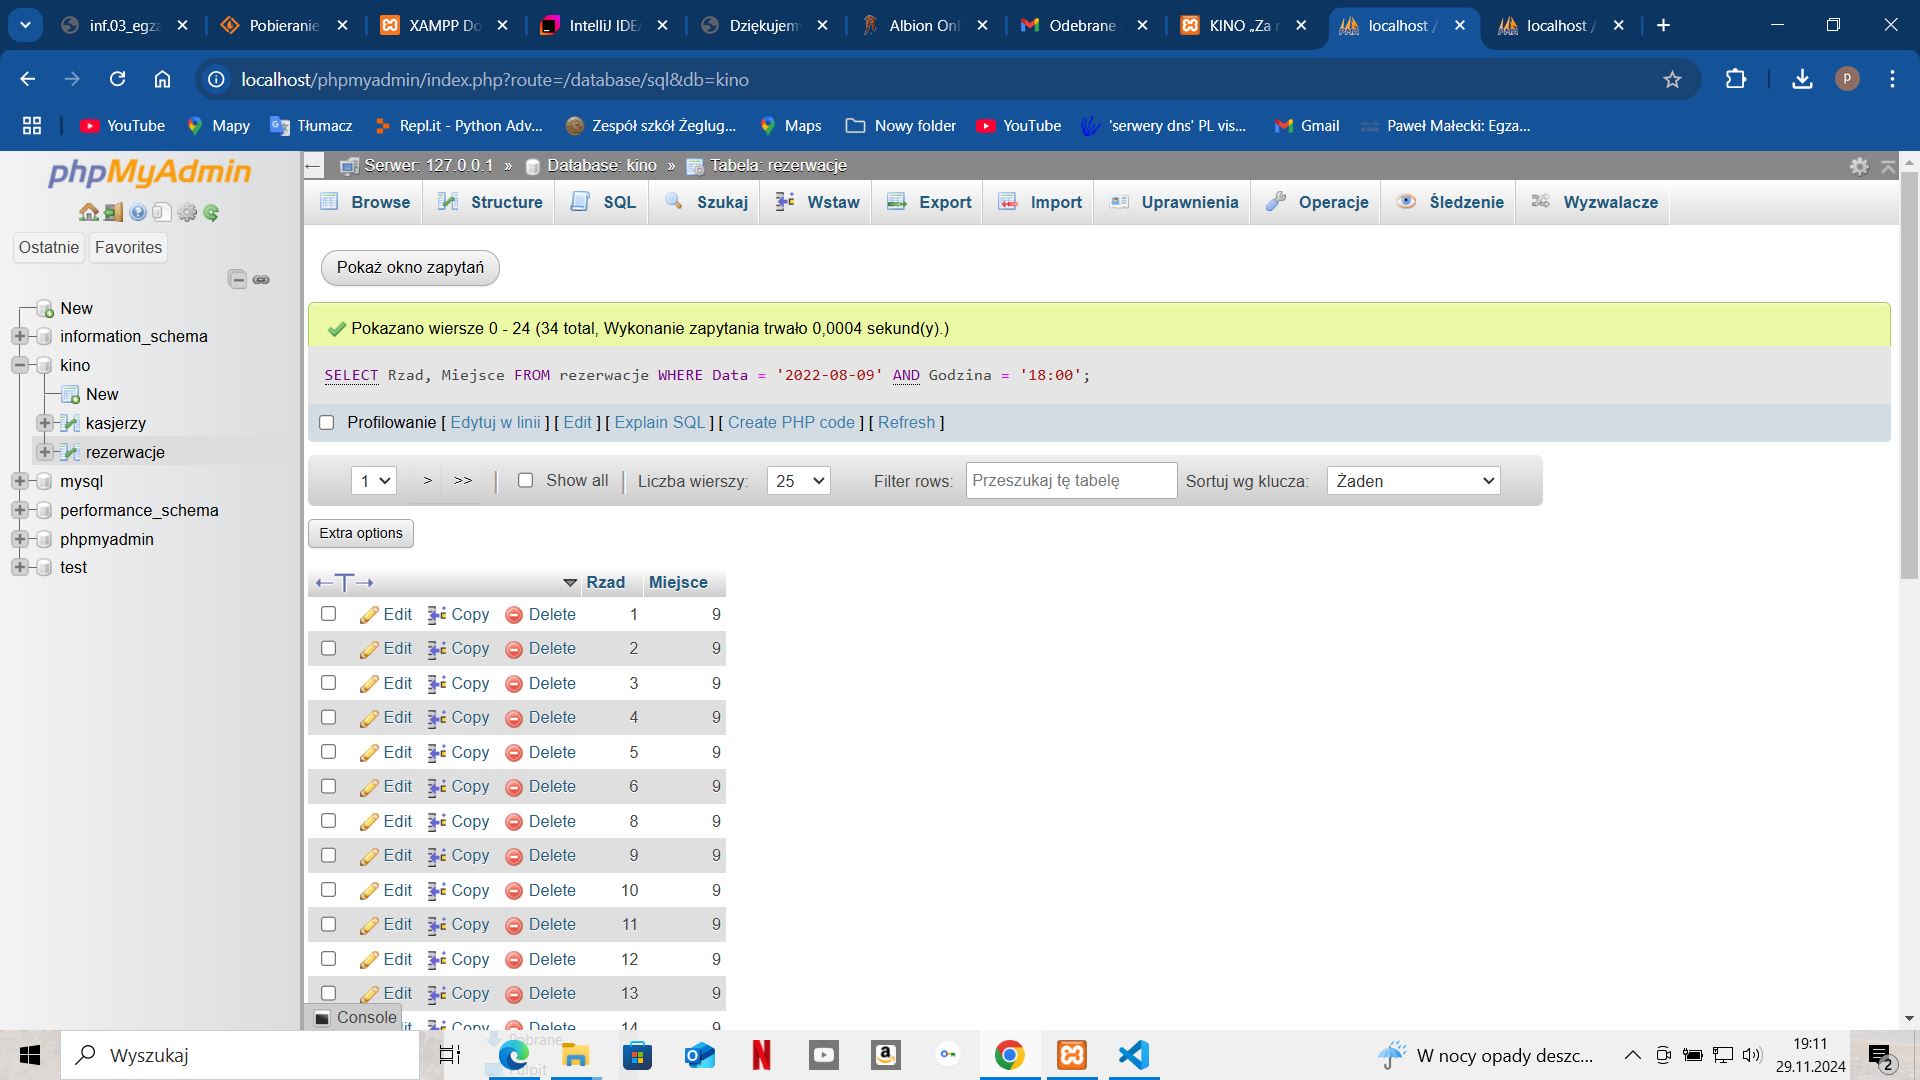 inf.03_egza
Pobieranie
XAMPP Do
IntelliJ IDEA
Dziękujemy
Albion Onl
Odebrane
KINO „Za r
localhost /
localhost /
localhost/phpmyadmin/index.php?route=/database/sql&db=kino
P
YouTube
Mapy
Tłumacz
Repl.it - Python Adv...
Zespół szkół Żeglug...
Maps
Nowy folder
YouTube
'serwery dns' PL vis...
Gmail
Paweł Małecki: Egza...
phpMyAdmin
Ostatnie
Favorites
New
information_schema
kino
New
kasjerzy
rezerwacje
mysql
performance_schema
phpmyadmin
test
Serwer: 127.0.0.1 » Database: kino » Tabela: rezerwacje
Browse
Structure
SQL
Szukaj
Wstaw
Export
Import
Uprawnienia
Operacje
Śledzenie
Wyzwalacze
Pokaż okno zapytań
Pokazano wiersze 0 - 24 (34 total, Wykonanie zapytania trwało 0,0004 sekund(y).)
SELECT Rzad, Miejsce FROM rezerwacje WHERE Data = '2022-08-09' AND Godzina = '18:00';
Profilowanie [ Edytuj w linii ] [ Edit ] [ Explain SQL ] [ Create PHP code ] [ Refresh ]
1 > >> Show all Liczba wierszy: 25 Filter rows: Przeszukaj tę tabelę Sortuj wg klucza: Żaden
Extra options
←T→ Rzad Miejsce
Edit Copy Delete 1 9
Edit Copy Delete 2 9
Edit Copy Delete 3 9
Edit Copy Delete 4 9
Edit Copy Delete 5 9
Edit Copy Delete 6 9
Edit Copy Delete 8 9
Edit Copy Delete 9 9
Edit Copy Delete 10 9
Edit Copy Delete 11 9
Edit Copy Delete 12 9
Edit Copy Delete 13 9
Copy Delete 14 9
Console
Pobrane
Pulpit
Wyszukaj
W nocy opady deszc...
19:11
29.11.2024
2